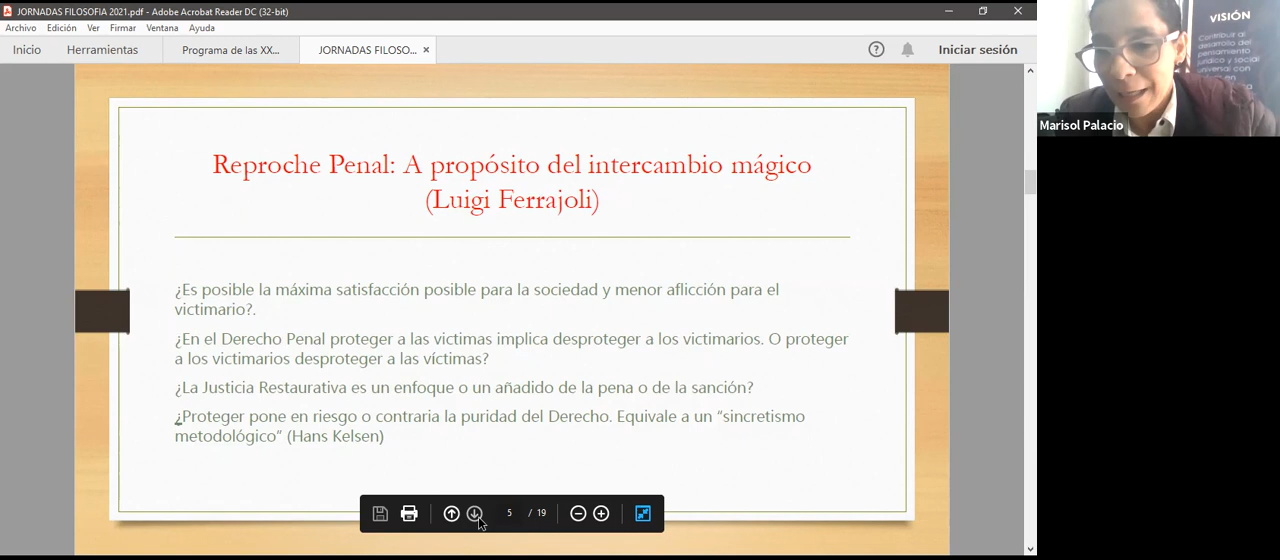 JORNADAS FILOSOFIA 2021.pdf - Adobe Acrobat Reader DC (32-bit)
Archivo Edición Ver Firmar Ventana Ayuda
Inicio Herramientas Programa de las XX... JORNADAS FILOSO... × ? Iniciar sesión
Reproche Penal: A propósito del intercambio mágico
(Luigi Ferrajoli)
¿Es posible la máxima satisfacción posible para la sociedad y menor aflicción para el
victimario?.
¿En el Derecho Penal proteger a las victimas implica desproteger a los victimarios. O proteger
a los victimarios desproteger a las víctimas?
¿La Justicia Restaurativa es un enfoque o un añadido de la pena o de la sanción?
¿Proteger pone en riesgo o contraria la puridad del Derecho. Equivale a un “sincretismo
metodológico” (Hans Kelsen)
5 / 19
VISIÓN
Contribuir al
desarrollo del
pensamiento
jurídico y social
universal con
Marisol Palacio